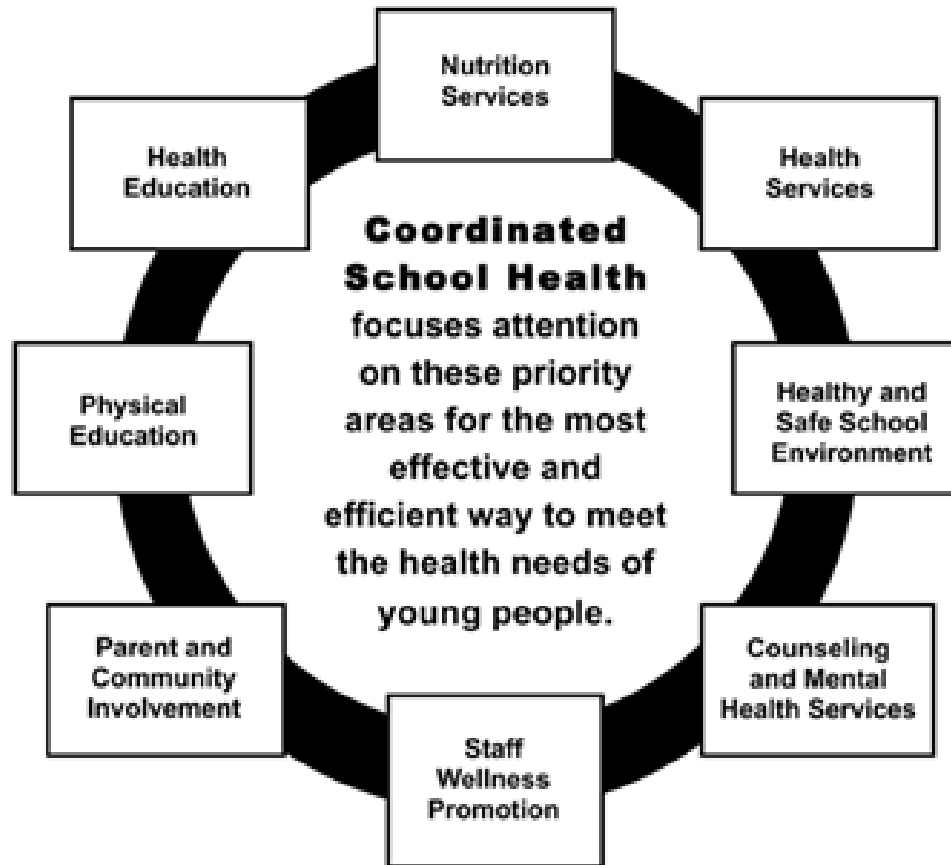 Nutrition
Services
Health
Education
Health
Services
Coordinated
School Health
focuses attention
on these priority
areas for the most
effective and
efficient way to meet
the health needs of
young people.
Physical
Education
Healthy and
Safe School
Environment
Parent and
Community
Involvement
Counseling
and Mental
Health Services
Staff
Wellness
Promotion